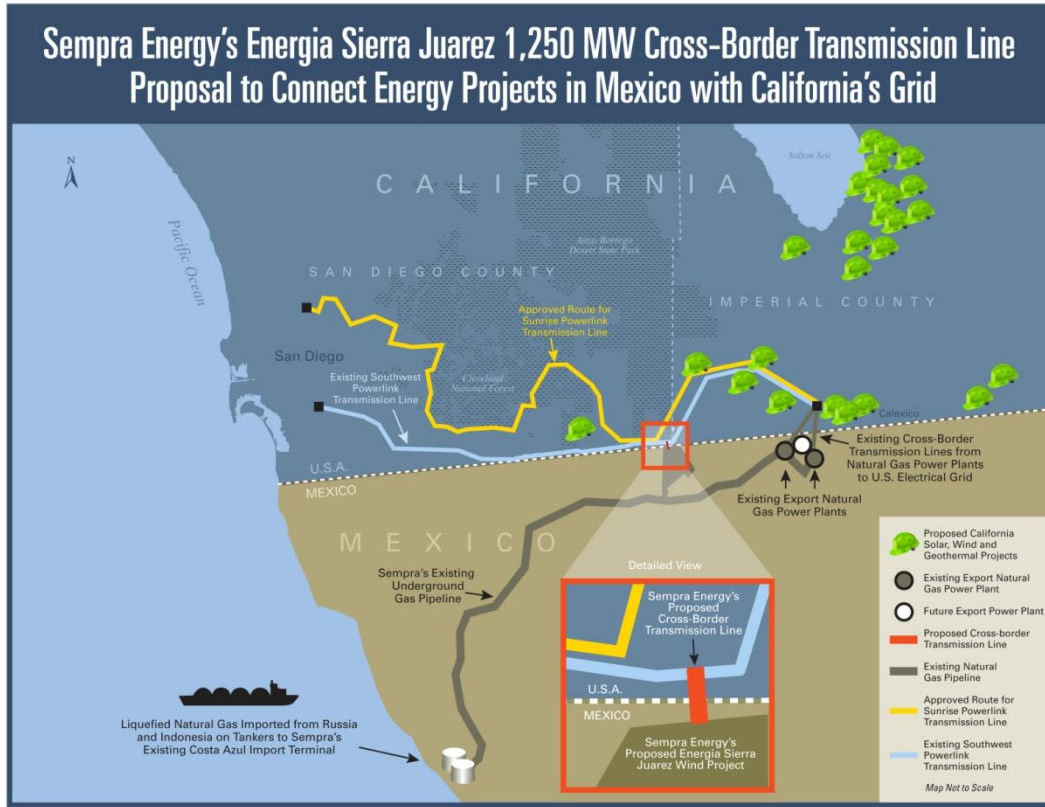 Sempra Energy's Energia Sierra Juarez 1,250 MW Cross-Border Transmission Line
Proposal to Connect Energy Projects in Mexico with California's Grid
N
Pacific Ocean
CALIFORNIA
Salton Sea
Anza-Borrego
Desert State Park
SAN DIEGO COUNTY
IMPERIAL COUNTY
Approved Route for
Sunrise Powerlink
Transmission Line
San Diego
Existing Southwest
Powerlink
Transmission Line
Cleveland
National Forest
Calexico
U.S.A.
MEXICO
Existing Cross-Border
Transmission Lines from
Natural Gas Power Plants
to U.S. Electrical Grid
Existing Export Natural
Gas Power Plants
MEXICO
Sempra's Existing
Underground
Gas Pipeline
Detailed View
Sempra Energy's
Proposed
Cross-Border
Transmission Line
U.S.A.
MEXICO
Sempra Energy's
Proposed Energia Sierra
Juarez Wind Project
Liquefied Natural Gas Imported from Russia
and Indonesia on Tankers to Sempra's
Existing Costa Azul Import Terminal
Proposed California
Solar, Wind and
Geothermal Projects
Existing Export Natural
Gas Power Plant
Future Export Power Plant
Proposed Cross-border
Transmission Line
Existing Natural
Gas Pipeline
Approved Route for
Sunrise Powerlink
Transmission Line
Existing Southwest
Powerlink
Transmission Line
Map Not to Scale